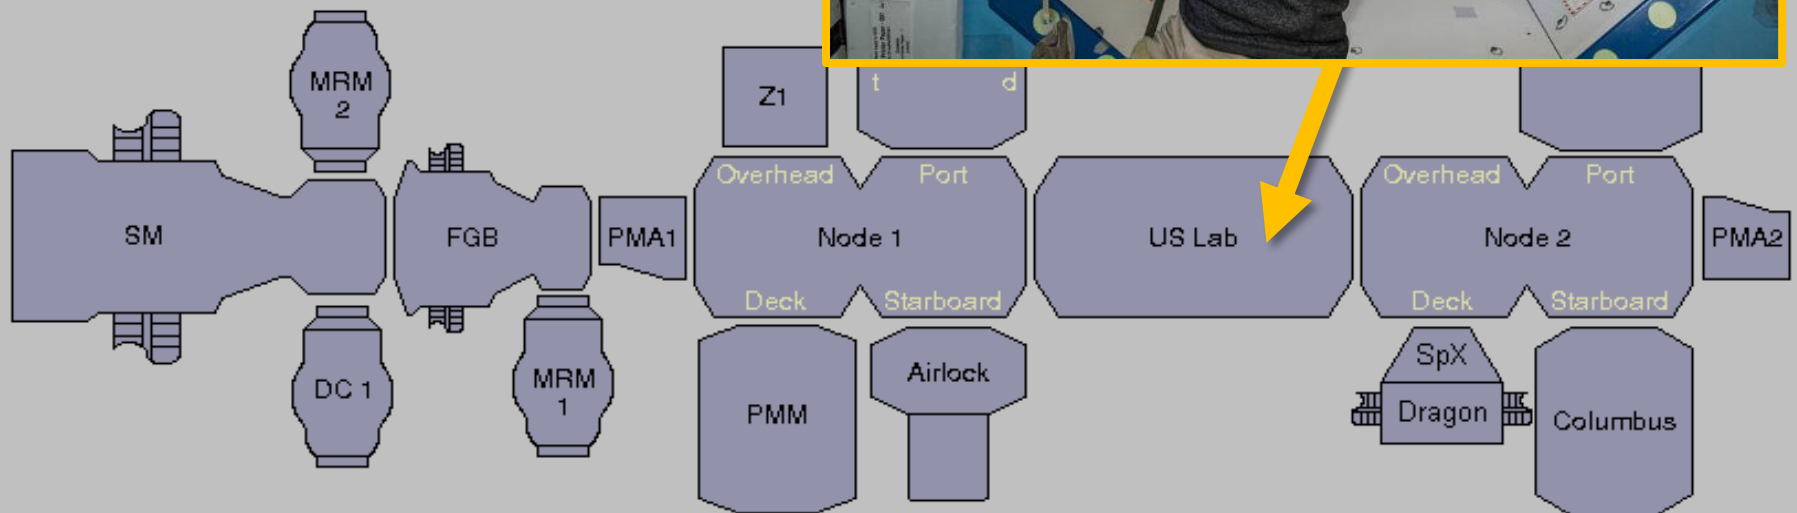 MRM
2
Z1
t d
Overhead Port
Overhead Port
SM
FGB
PMA1
Node 1
US Lab
Node 2
PMA2
Deck Starboard
Deck Starboard
DC 1
MRM
1
PMM
Airlock
SpX
Dragon
Columbus